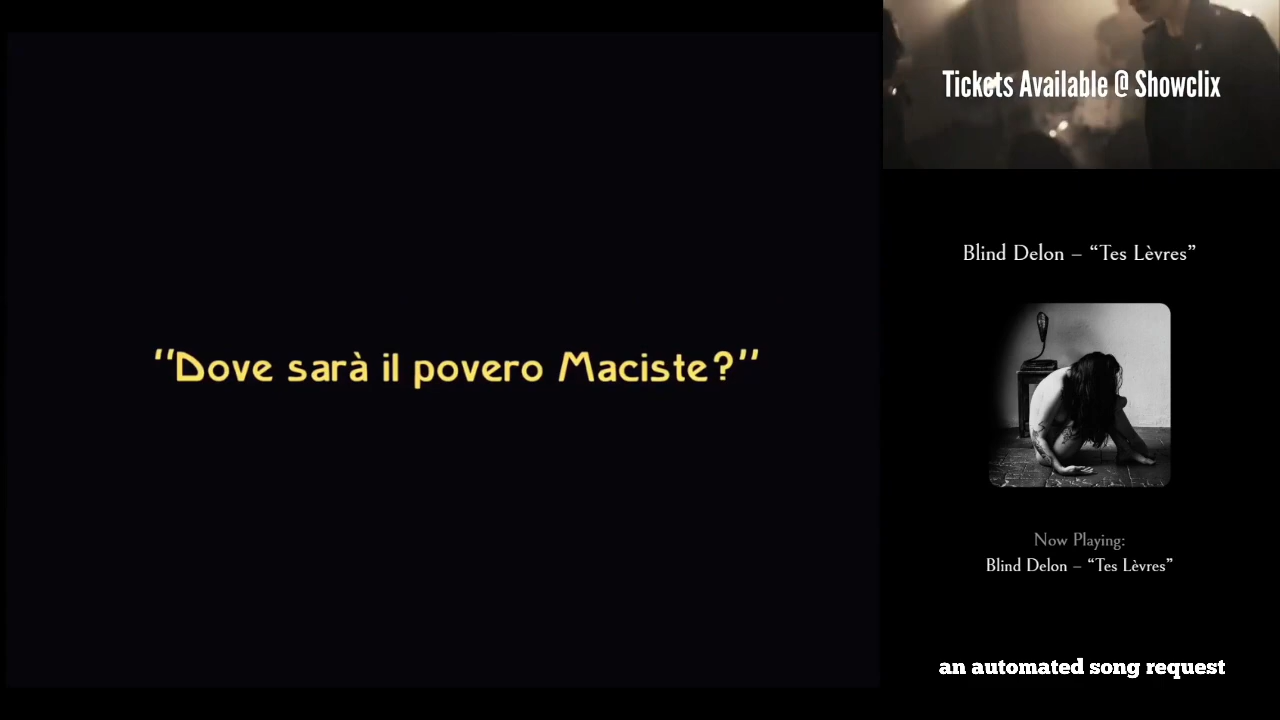 "Dove sarà il povero Maciste?"
Tickets Available @ Showclix
Blind Delon – “Tes Lèvres”
Now Playing:
Blind Delon – “Tes Lèvres”
an automated song request